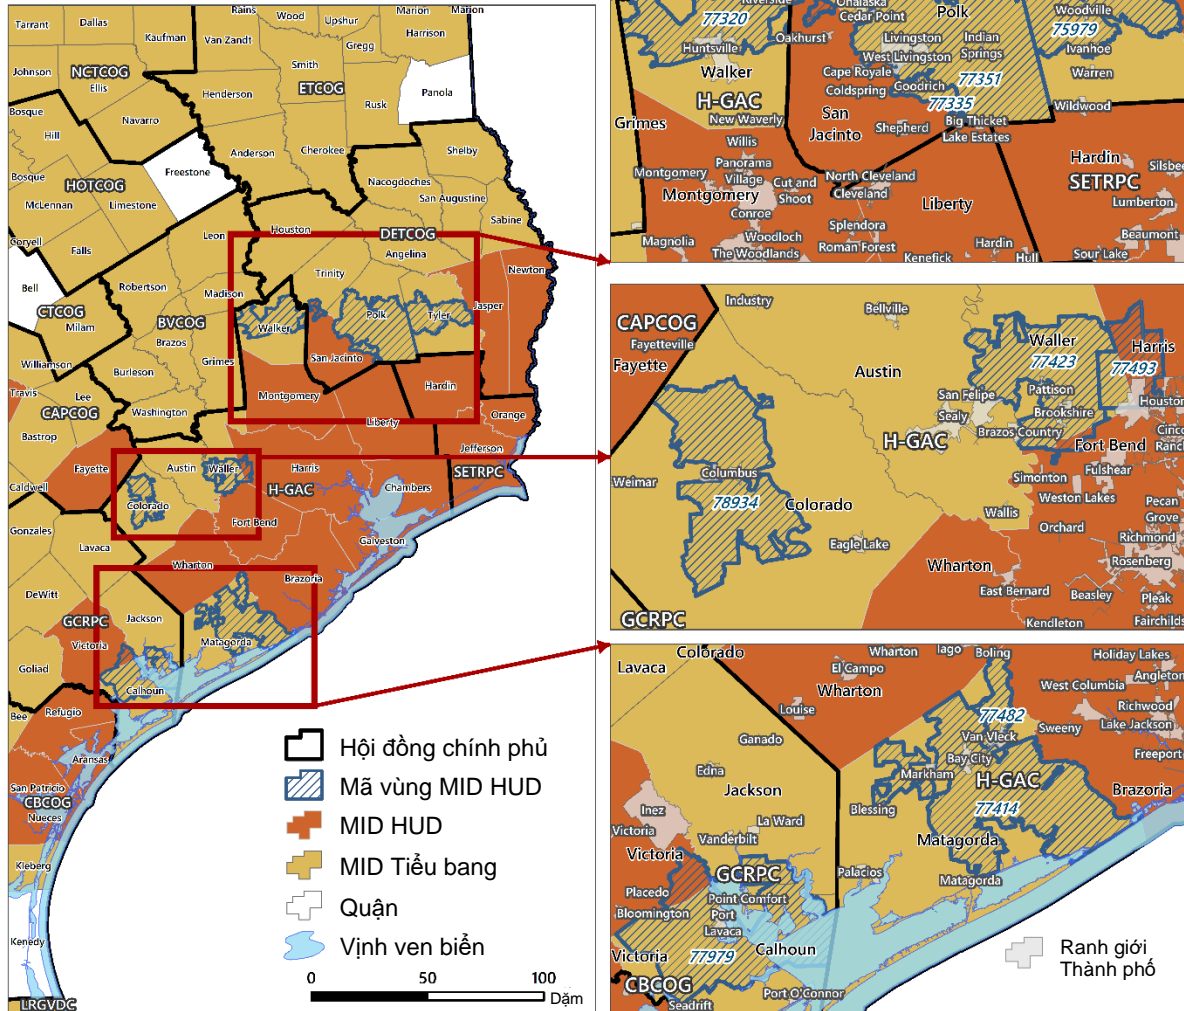 Rains
Wood
Upshur
Marion
Marion
Tarrant
Dallas
Kaufman
Van Zandt
Gregg
Harrison
Johnson
NCTCOG
Ellis
Smith
ETCOG
Henderson
Rusk
Panola
Bosque
Navarro
Hill
Anderson
Cherokee
Shelby
Freestone
Nacogdoches
Bosque
HOTCOG
San Augustine
McLennan
Limestone
Sabine
Coryell
Falls
Leon
Houston
DETCOG
Angelina
Trinity
Newton
Bell
Robertson
Madison
Jasper
CTCOG
Milam
BVCOG
Walker
Polk
Tyler
Brazos
Williamson
Grimes
San Jacinto
Burleson
Hardin
Travis
Lee
Montgomery
CAPCOG
Washington
Orange
Liberty
Bastrop
Jefferson
Fayette
Austin
Waller
Harris
SETRPC
Caldwell
H-GAC
Chambers
Colorado
Gonzales
Fort Bend
Lavaca
Galveston
Wharton
Brazoria
DeWitt
Jackson
GCRPC
Victoria
Matagorda
Goliad
Calhoun
Bee
Refugio
Aransas
San Patricio
CBCOG
Nueces
Kleberg
Kenedy
LRGVDC
Hội đồng chính phủ
Mã vùng MID HUD
MID HUD
MID Tiểu bang
Quận
Vịnh ven biển
0
50
100
Dặm
Riverside
77320
Huntsville
Walker
H-GAC
New Waverly
Grimes
Oakhurst
Onalaska
Cedar Point
Polk
Livingston
West Livingston
Indian
Springs
Cape Royale
Coldspring
Goodrich
77351
77335
San
Jacinto
Shepherd
Big Thicket
Lake Estates
Woodville
75979
Ivanhoe
Warren
Wildwood
Willis
Panorama
Village
Montgomery
Montgomery
Cut and
Shoot
Conroe
North Cleveland
Cleveland
Liberty
Splendora
Magnolia
Woodloch
The Woodlands
Roman Forest
Kenefick
Hardin
Hull
Hardin
SETRPC
Silsbee
Lumberton
Beaumont
Sour Lake
Industry
Bellville
CAPCOG
Fayetteville
Fayette
Austin
Waller
77423
Harris
77493
Pattison
San Felipe
Sealy
Brookshire
Houston
H-GAC
Brazos Country
Cinco
Ranch
Fort Bend
Fulshear
Simonton
Weston Lakes
Weimar
Columbus
78934
Colorado
Wallis
Pecan
Grove
Orchard
Richmond
Eagle Lake
Rosenberg
Wharton
East Bernard
Beasley
Pleak
Kendleton
Fairchilds
GCRPC
Lavaca
Colorado
Wharton
Iago
Boling
Holiday Lakes
El Campo
Wharton
Angleton
West Columbia
Louise
77482
Richwood
Sweeny
Lake Jackson
Ganado
Van Vleck
Bay City
Freeport
Edna
Markham
H-GAC
Jackson
Brazoria
Inez
Blessing
77414
La Ward
Victoria
Vanderbilt
Matagorda
Victoria
GCRPC
Palacios
Matagorda
Placedo
Point Comfort
Bloomington
Port
Lavaca
Calhoun
Victoria
77979
CBCOG
Port O'Connor
Seadrift
Ranh giới
Thành phố